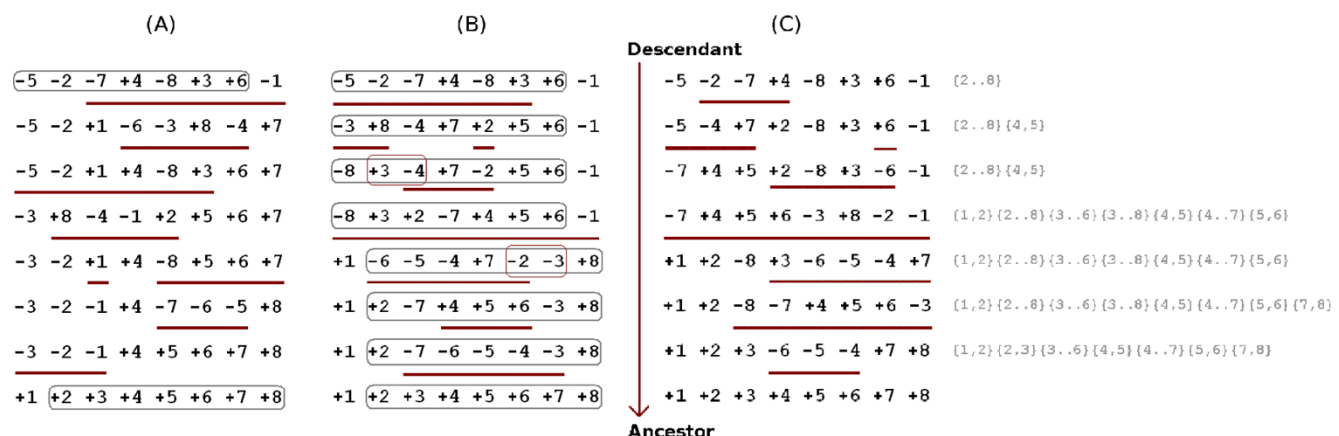 (A) (B) (C)
Descendant
-5 -2 -7 +4 -8 +3 +6 -1 -5 -2 -7 +4 -8 +3 +6 -1 -5 -2 -7 +4 -8 +3 +6 -1 {2..8}
-5 -2 +1 -6 -3 +8 -4 +7 -3 +8 -4 +7 +2 +5 +6 -1 -5 -4 +7 +2 -8 +3 +6 -1 {2..8}{4,5}
-5 -2 +1 +4 -8 +3 +6 +7 -8 +3 -4 +7 -2 +5 +6 -1 -7 +4 +5 +2 -8 +3 -6 -1 {2..8}{4,5}
-3 +8 -4 -1 +2 +5 +6 +7 -8 +3 +2 -7 +4 +5 +6 -1 -7 +4 +5 +6 -3 +8 -2 -1 {1,2}{2..8}{3..6}{3..8}{4,5}{4..7}{5,6}
-3 -2 +1 +4 -8 +5 +6 +7 +1 -6 -5 -4 +7 -2 -3 +8 +1 +2 -8 +3 -6 -5 -4 +7 {1,2}{2..8}{3..6}{3..8}{4,5}{4..7}{5,6}
-3 -2 -1 +4 -7 -6 -5 +8 +1 +2 -7 +4 +5 +6 -3 +8 +1 +2 -8 -7 +4 +5 +6 -3 {1,2}{2..8}{3..6}{3..8}{4,5}{4..7}{5,6}{7,8}
-3 -2 -1 +4 +5 +6 +7 +8 +1 +2 -7 -6 -5 -4 -3 +8 +1 +2 +3 -6 -5 -4 +7 +8 {1,2}{2,3}{3..6}{4,5}{4..7}{5,6}{7,8}
+1 +2 +3 +4 +5 +6 +7 +8 +1 +2 +3 +4 +5 +6 +7 +8 +1 +2 +3 +4 +5 +6 +7 +8
Ancestor